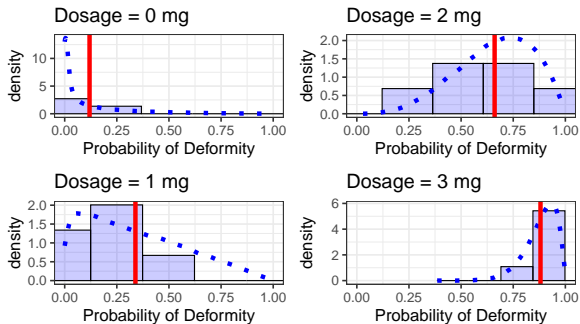 Dosage = 0 mg
density
10
5
0
0.00 0.25 0.50 0.75 1.00
Probability of Deformity
Dosage = 2 mg
density
2.0
1.5
1.0
0.5
0.0
0.00 0.25 0.50 0.75 1.00
Probability of Deformity
Dosage = 1 mg
density
2.0
1.5
1.0
0.5
0.0
0.00 0.25 0.50 0.75 1.00
Probability of Deformity
Dosage = 3 mg
density
6
4
2
0
0.00 0.25 0.50 0.75 1.00
Probability of Deformity